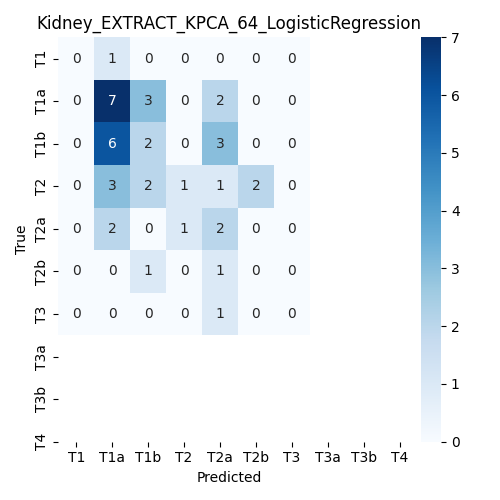 Kidney_EXTRACT_KPCA_64_LogisticRegression
T1 0 1 0 0 0 0 0
T1a 0 7 3 0 2 0 0
T1b 0 6 2 0 3 0 0
T2 0 3 2 1 1 2 0
T2a 0 2 0 1 2 0 0
T2b 0 0 1 0 1 0 0
T3 0 0 0 0 1 0 0
T3a
T3b
T4
True
T1 T1a T1b T2 T2a T2b T3 T3a T3b T4
Predicted
7
6
5
4
3
2
1
0